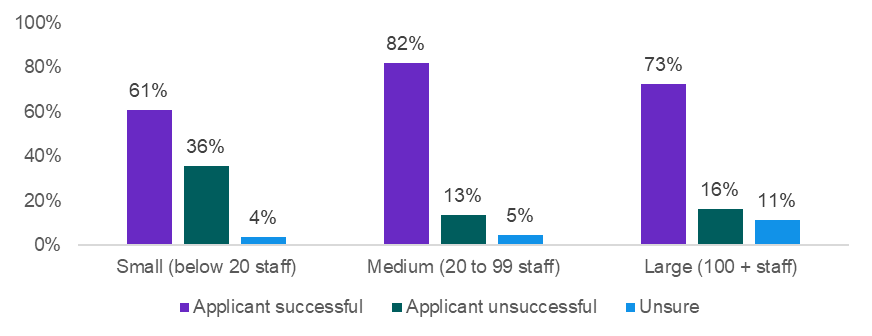 100%
80%
60%
40%
20%
0%
61%
36%
4%
82%
13%
5%
73%
16%
11%
Small (below 20 staff)
Medium (20 to 99 staff)
Large (100 + staff)
Applicant successful
Applicant unsuccessful
Unsure